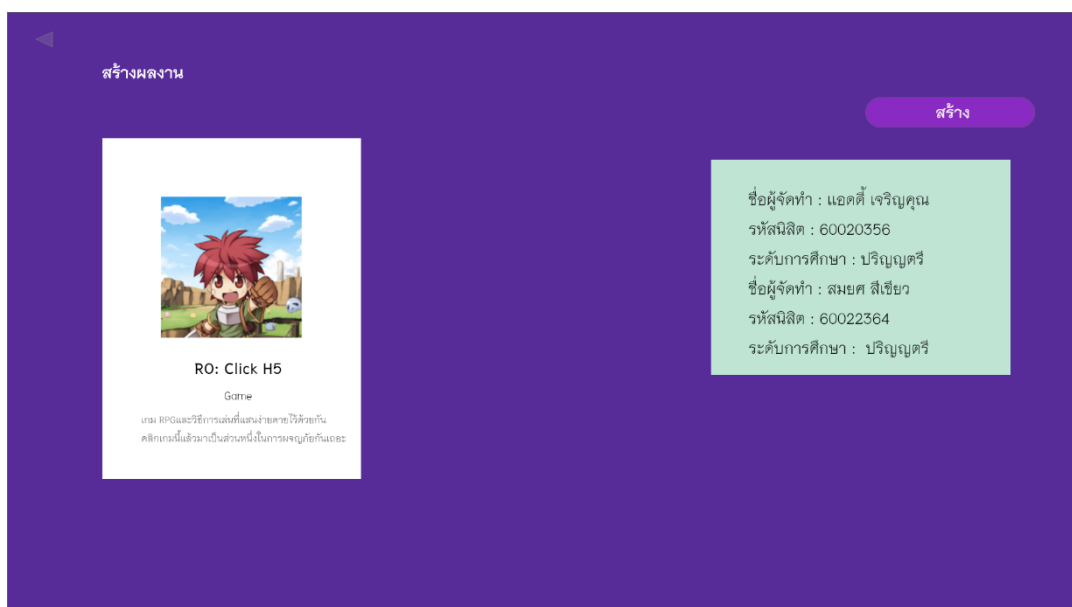 สร้างผลงาน
สร้าง
RO: Click H5
Game
เกม RPGและวิธีการเล่นที่แสนง่ายดายไว้ด้วยกัน
คลิกเกมนี้แล้วมาเป็นส่วนหนึ่งในการผจญภัยกันเถอะ
ชื่อผู้จัดทำ : แอดดี้ เจริญคุณ
รหัสนิสิต : 60020356
ระดับการศึกษา : ปริญญตรี
ชื่อผู้จัดทำ : สมยศ สีเขียว
รหัสนิสิต : 60022364
ระดับการศึกษา : ปริญญตรี